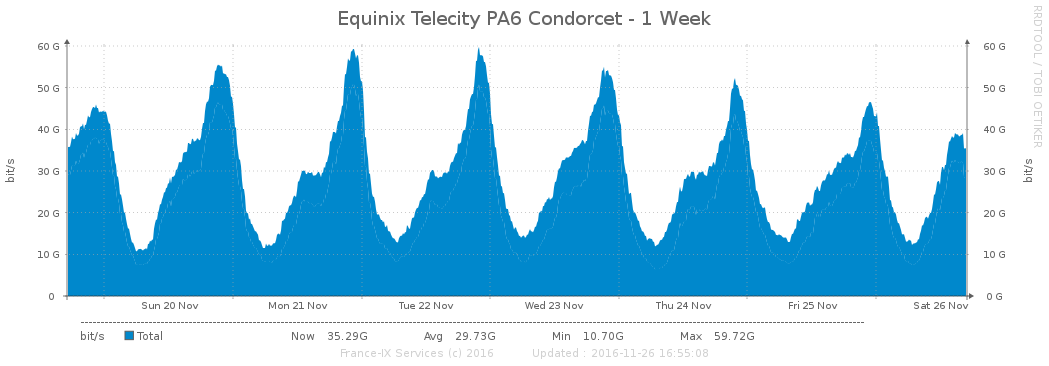 Equinix Telecity PA6 Condorcet - 1 Week
RRDTOOL / TOBI OETIKER
60 G 60 G
50 G 50 G
40 G 40 G
30 G 30 G
20 G 20 G
10 G 10 G
0 0 G
bit/s
bit/s
Sun 20 Nov Mon 21 Nov Tue 22 Nov Wed 23 Nov Thu 24 Nov Fri 25 Nov Sat 26 Nov
bit/s Total Now 35.29G Avg 29.73G Min 10.70G Max 59.72G
France-IX Services (c) 2016 Updated : 2016-11-26 16:55:08